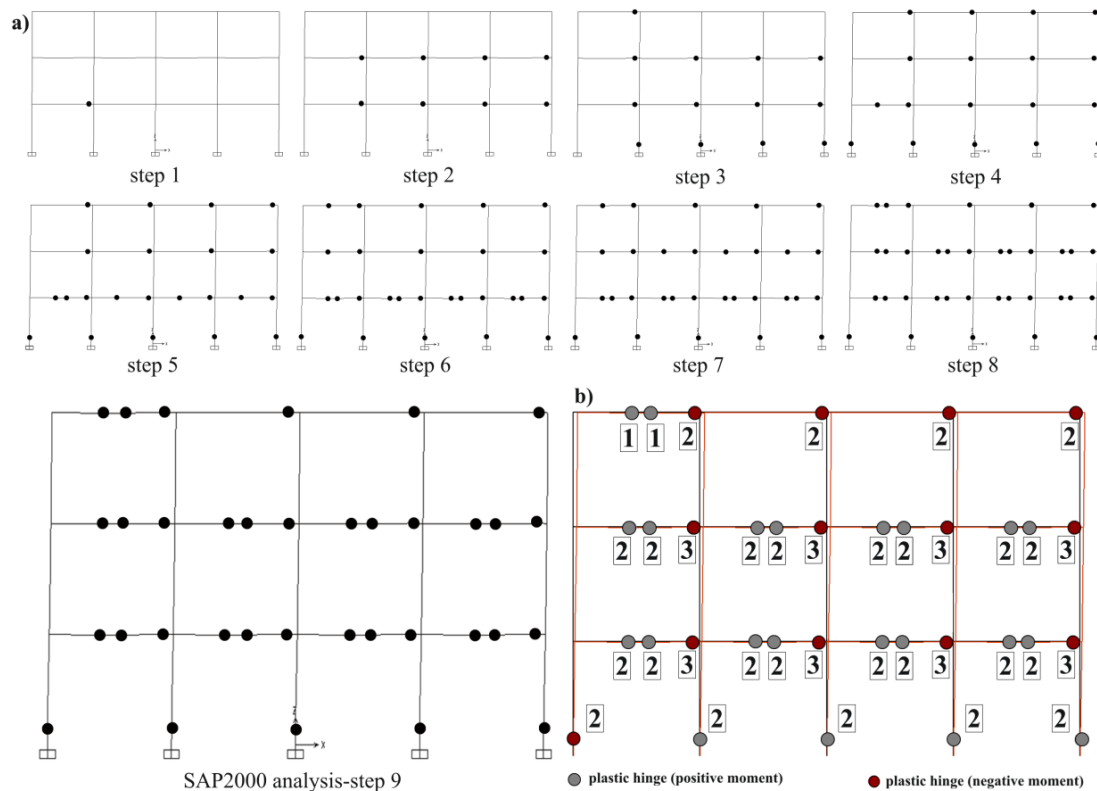 a)
step 1
step 2
step 3
step 4
step 5
step 6
step 7
step 8
Z
X
SAP2000 analysis-step 9
b)
1 1 2 2 2 2
2 2 3 2 2 3 2 2 3 2 2 3
2 2 3 2 2 3 2 2 3 2 2 3
2 2 2 2 2
plastic hinge (positive moment)
plastic hinge (negative moment)